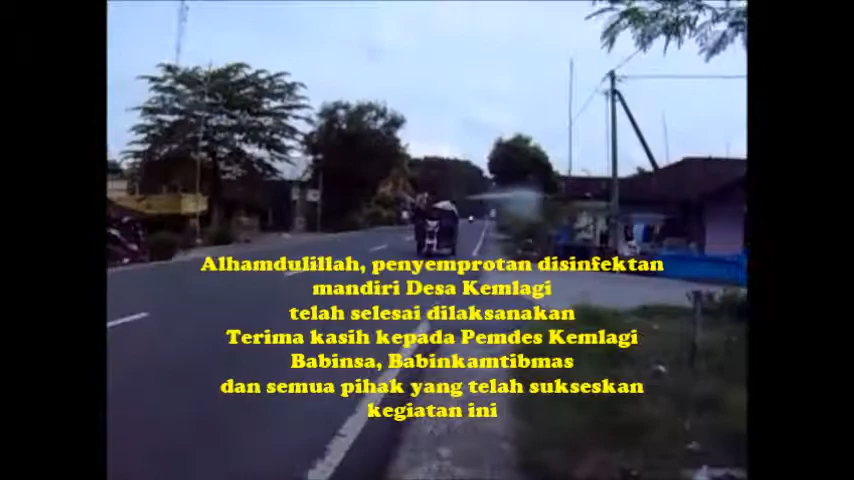 Alhamdulillah, penyemprotan disinfektan
mandiri Desa Kemlagi
telah selesai dilaksanakan
Terima kasih kepada Pemdes Kemlagi
Babinsa, Babinkamtibmas
dan semua pihak yang telah sukseskan
kegiatan ini